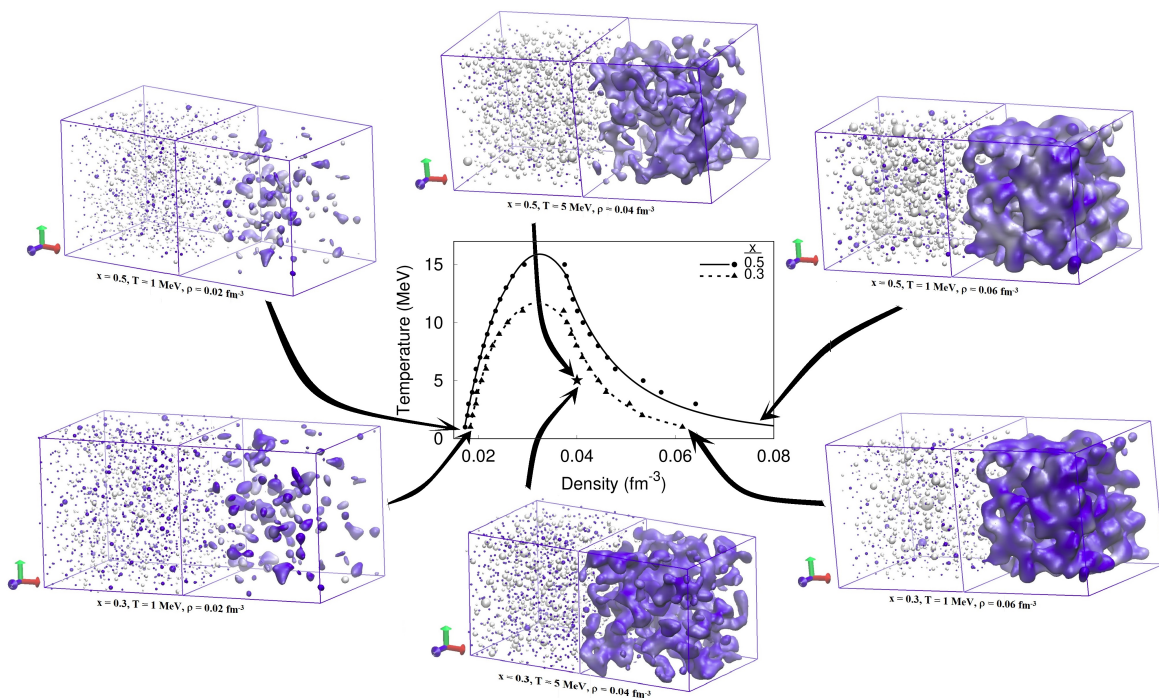 x = 0.5, T = 5 MeV, ρ = 0.04 fm⁻³
x = 0.5, T = 1 MeV, ρ = 0.02 fm⁻³
x = 0.5, T = 1 MeV, ρ = 0.06 fm⁻³
x
0.5
0.3
Temperature (MeV)
15
10
5
0
0.02 0.04 0.06 0.08
Density (fm⁻³)
x = 0.3, T = 1 MeV, ρ = 0.02 fm⁻³
x = 0.3, T = 1 MeV, ρ = 0.06 fm⁻³
x = 0.3, T = 5 MeV, ρ = 0.04 fm⁻³